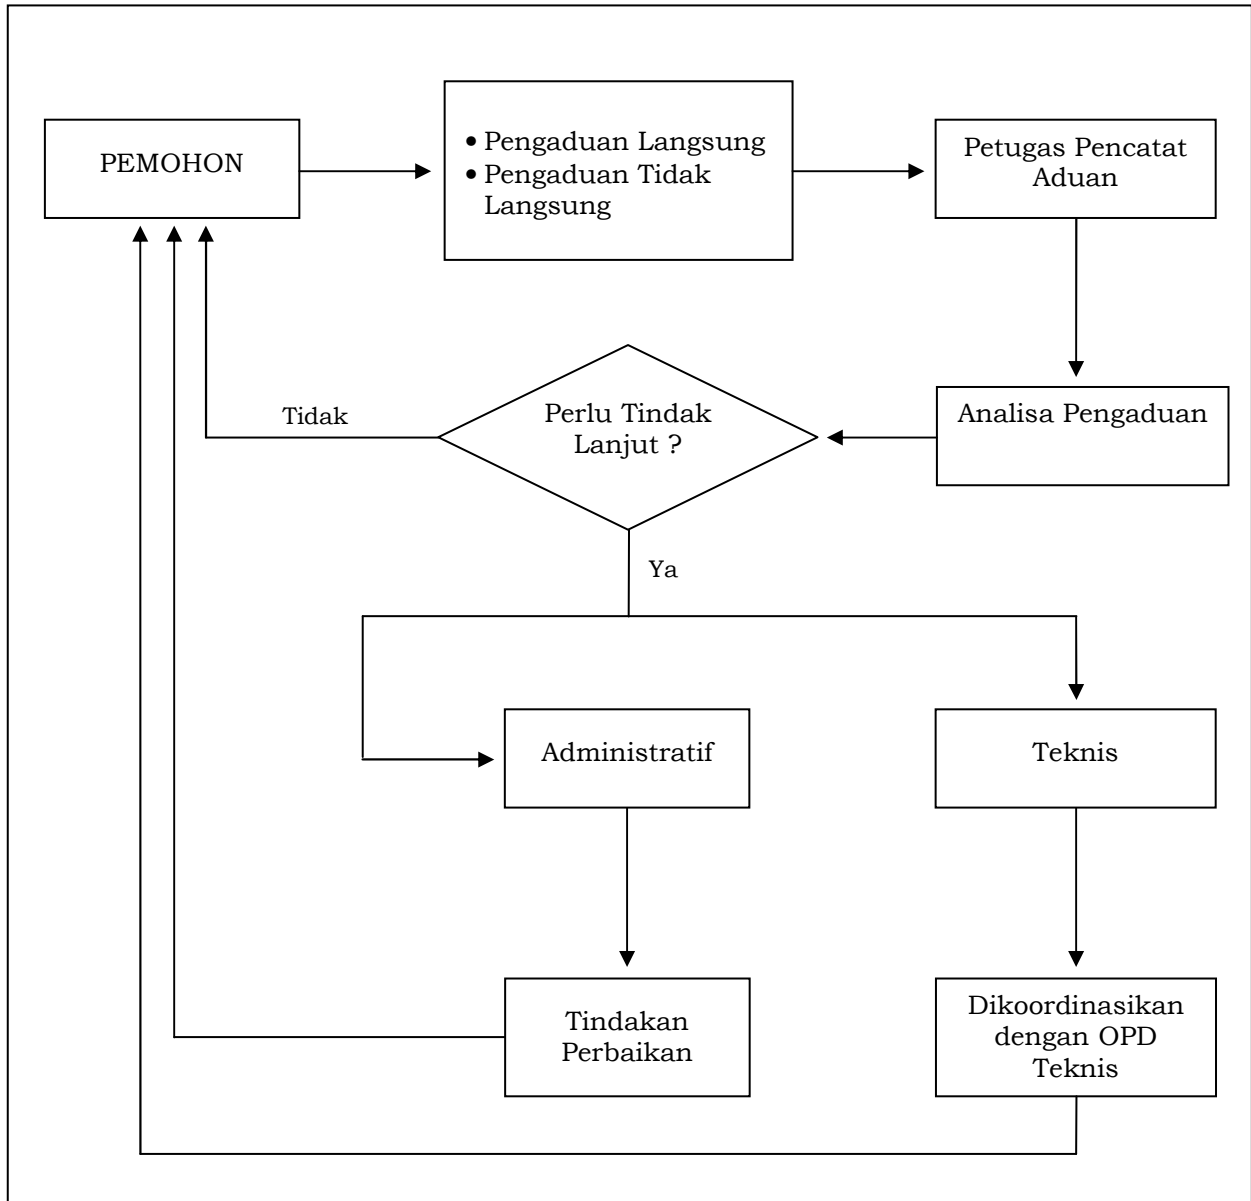 PEMOHON
• Pengaduan Langsung
• Pengaduan Tidak
Langsung
Petugas Pencatat
Aduan
Analisa Pengaduan
Perlu Tindak
Lanjut ?
Tidak
Ya
Administratif
Teknis
Tindakan
Perbaikan
Dikoordinasikan
dengan OPD
Teknis